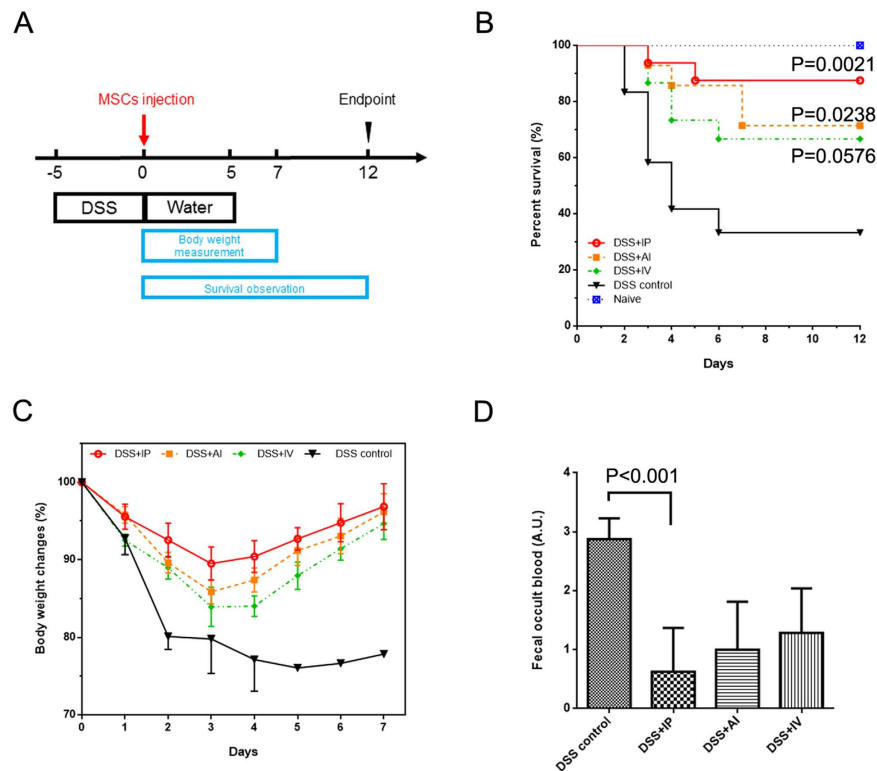 A
MSCs injection
Endpoint
-5 0 5 7 12
DSS Water
Body weight
measurement
Survival observation
B
Percent survival (%)
100
80
60
40
20
0
P=0.0021
P=0.0238
P=0.0576
DSS+IP
DSS+AI
DSS+IV
DSS control
Naive
0 2 4 6 8 10 12
Days
C
DSS+IP DSS+AI DSS+IV DSS control
Body weight changes (%)
100
90
80
70
0 1 2 3 4 5 6 7
Days
D
P<0.001
Fecal occult blood (A.U.)
4
3
2
1
0
DSS control DSS+IP DSS+AI DSS+IV